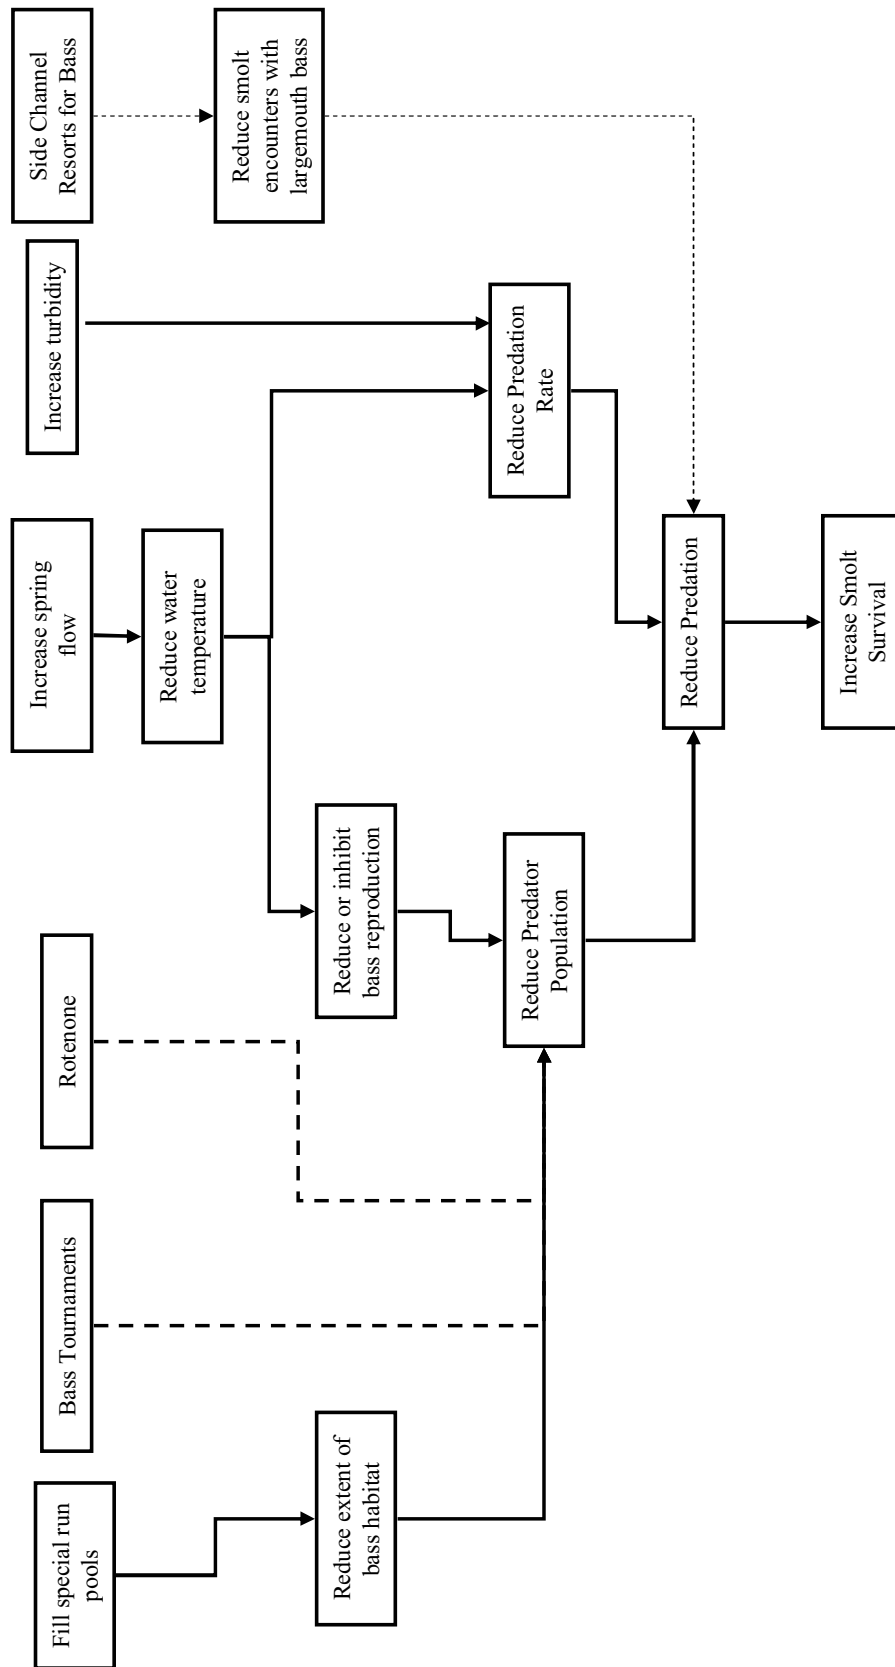 Fill special run
pools
Bass Tournaments
Rotenone
Increase spring
flow
Increase turbidity
Side Channel
Resorts for Bass
Reduce water
temperature
Reduce smolt
encounters with
largemouth bass
Reduce extent of
bass habitat
Reduce or inhibit
bass reproduction
Reduce Predator
Population
Reduce Predation
Rate
Reduce Predation
Increase Smolt
Survival